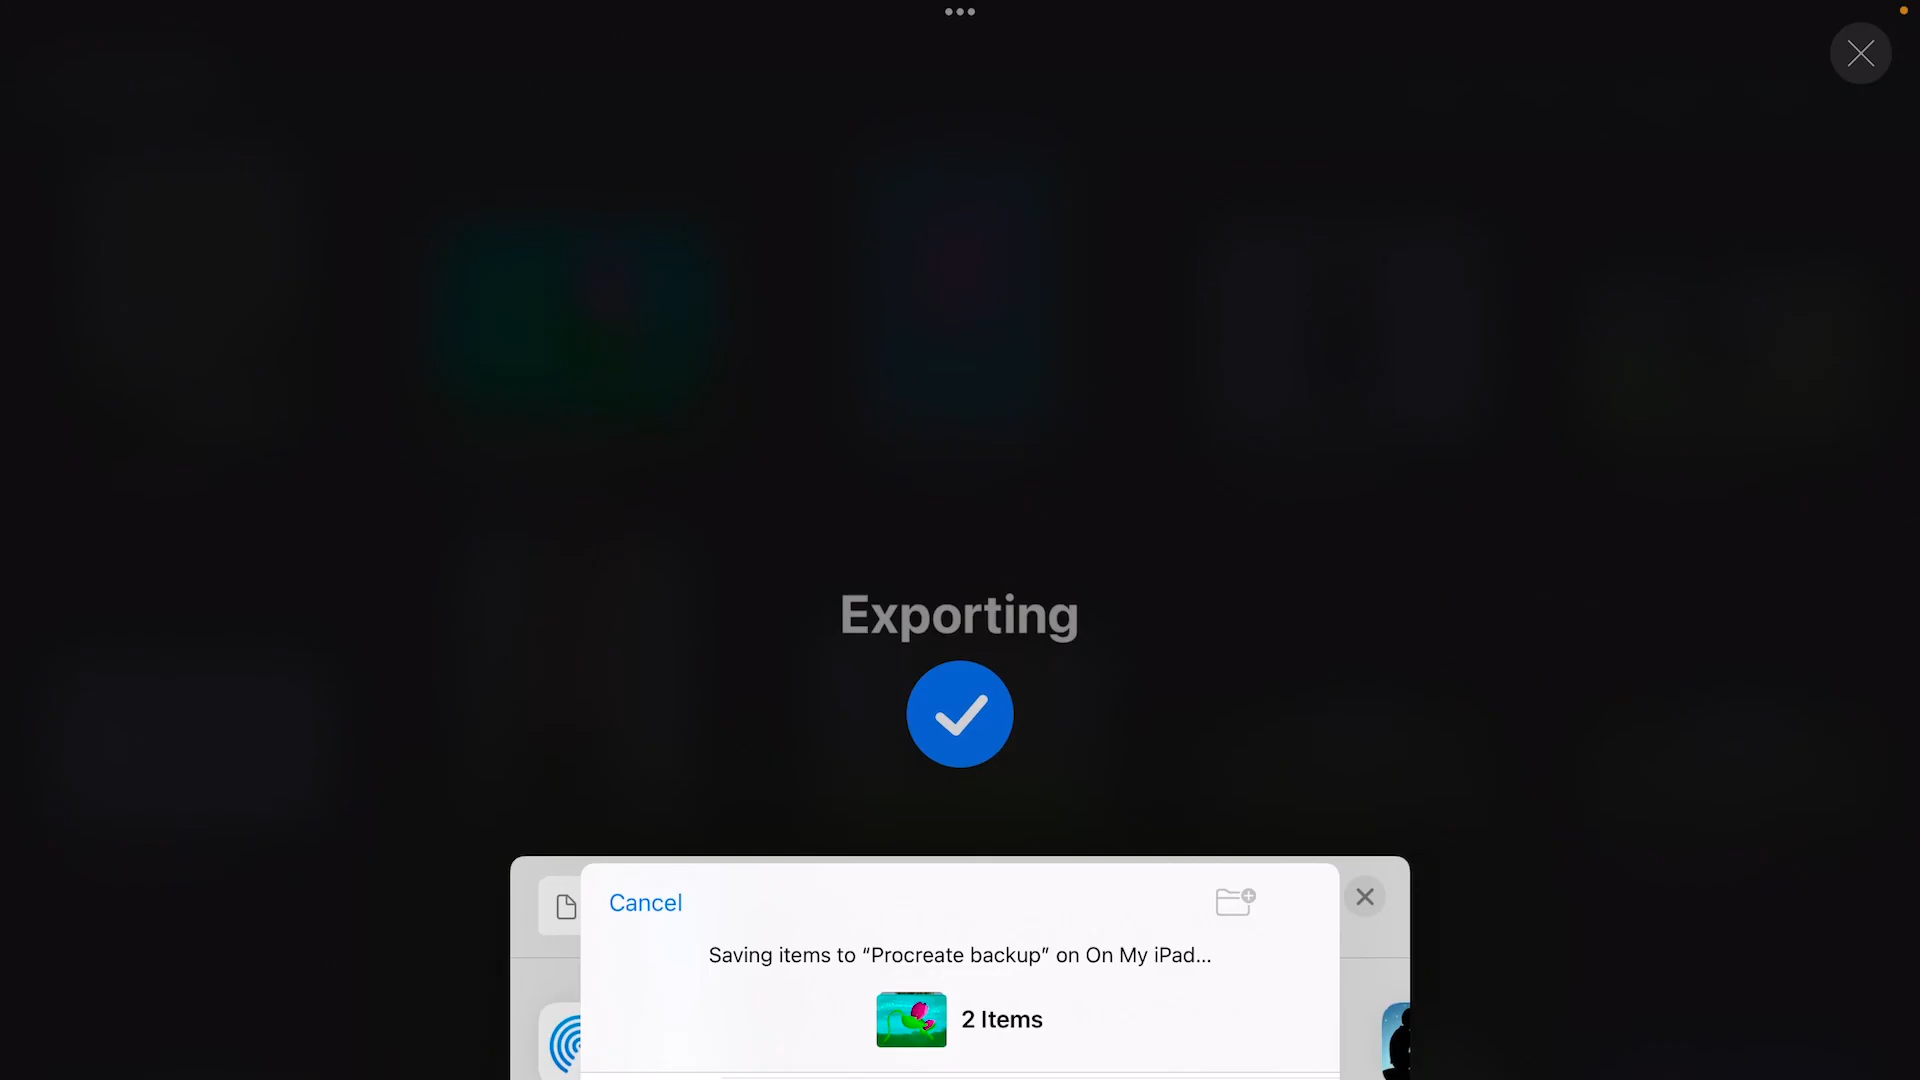 Exporting
Cancel
Saving items to “Procreate backup” on On My iPad...
2 Items